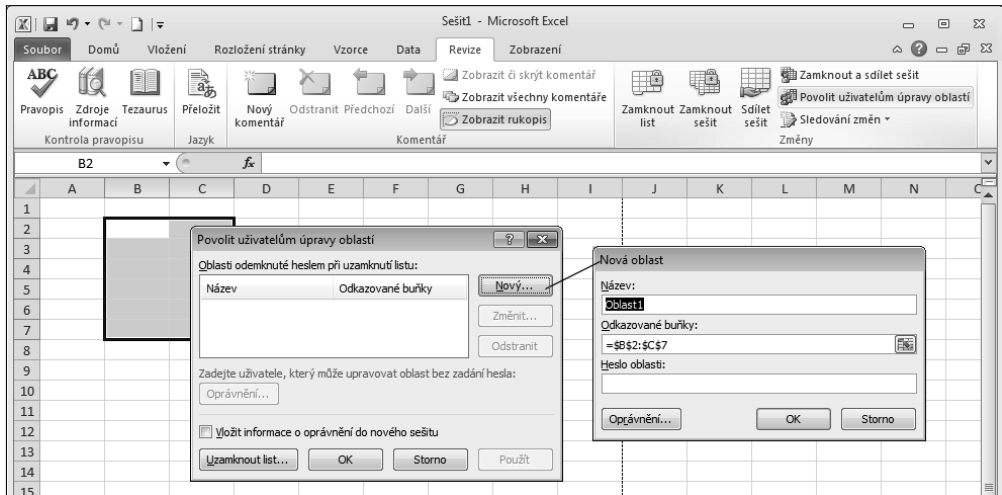 Sešit1 - Microsoft Excel
Soubor Domů Vložení Rozložení stránky Vzorce Data Revize Zobrazení
ABC
Pravopis Zdroje informací Tezaurus
Kontrola pravopisu
Přeložit
Jazyk
Nový komentář Odstranit Předchozí Další
Zobrazit či skrýt komentář
Zobrazit všechny komentáře
Zobrazit rukopis
Komentář
Zamknout list Zamknout sešit Sdílet sešit
Zamknout a sdílet sešit
Povolit uživatelům úpravy oblastí
Sledování změn
Změny
B2 fx
A B C D E F G H I J K L M N
1
2
3
4
5
6
7
8
9
10
11
12
13
14
15
Povolit uživatelům úpravy oblastí
Oblasti odemknuté heslem při uzamknutí listu:
Název Odkazované buňky
Nový...
Změnit...
Odstranit
Zadejte uživatele, který může upravovat oblast bez zadání hesla:
Oprávnění...
Vložit informace o oprávnění do nového sešitu
Uzamknout list... OK Storno Použít
Nová oblast
Název:
Oblast1
Odkazované buňky:
=$B$2:$C$7
Heslo oblasti:
Oprávnění... OK Storno